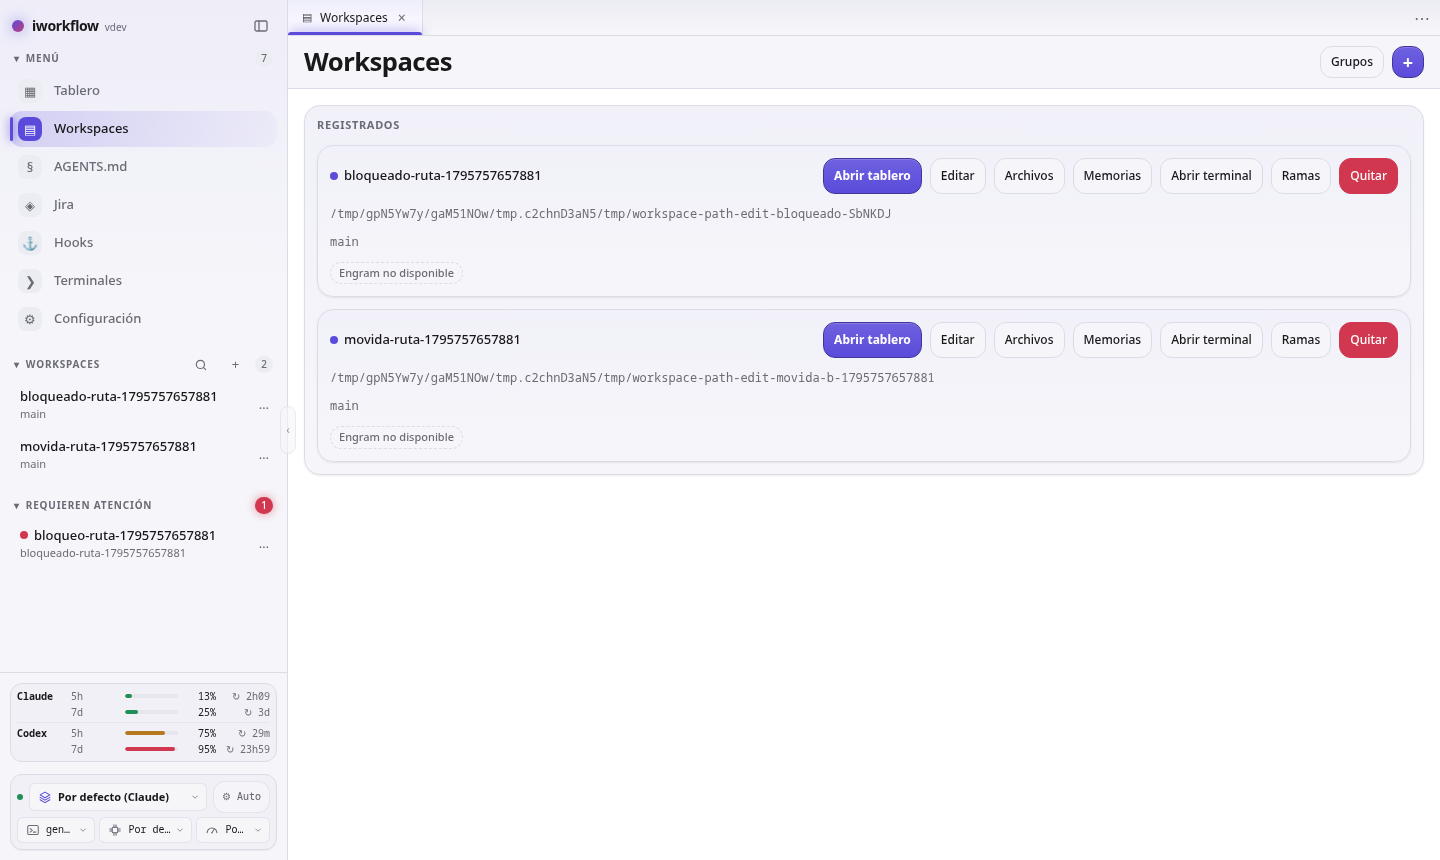 iworkflow vdev
MENÚ 7
Tablero
Workspaces
§ AGENTS.md
Jira
Hooks
Terminales
Configuración
WORKSPACES + 2
bloqueado-ruta-1795757657881
main ...
movida-ruta-1795757657881
main ...
REQUIEREN ATENCIÓN 1
bloqueo-ruta-1795757657881
bloqueado-ruta-1795757657881 ...
Claude 5h 13% ↻ 2h09
7d 25% ↻ 3d
Codex 5h 75% ↻ 29m
7d 95% ↻ 23h59
Por defecto (Claude) Auto
gen… Por de… Po…
Workspaces ×
Workspaces
Grupos +
REGISTRADOS
bloqueado-ruta-1795757657881 Abrir tablero Editar Archivos Memorias Abrir terminal Ramas Quitar
/tmp/gpN5Yw7y/gaM51NOw/tmp.c2chnD3aN5/tmp/workspace-path-edit-bloqueado-SbNKDJ
main
Engram no disponible
movida-ruta-1795757657881 Abrir tablero Editar Archivos Memorias Abrir terminal Ramas Quitar
/tmp/gpN5Yw7y/gaM51NOw/tmp.c2chnD3aN5/tmp/workspace-path-edit-movida-b-1795757657881
main
Engram no disponible